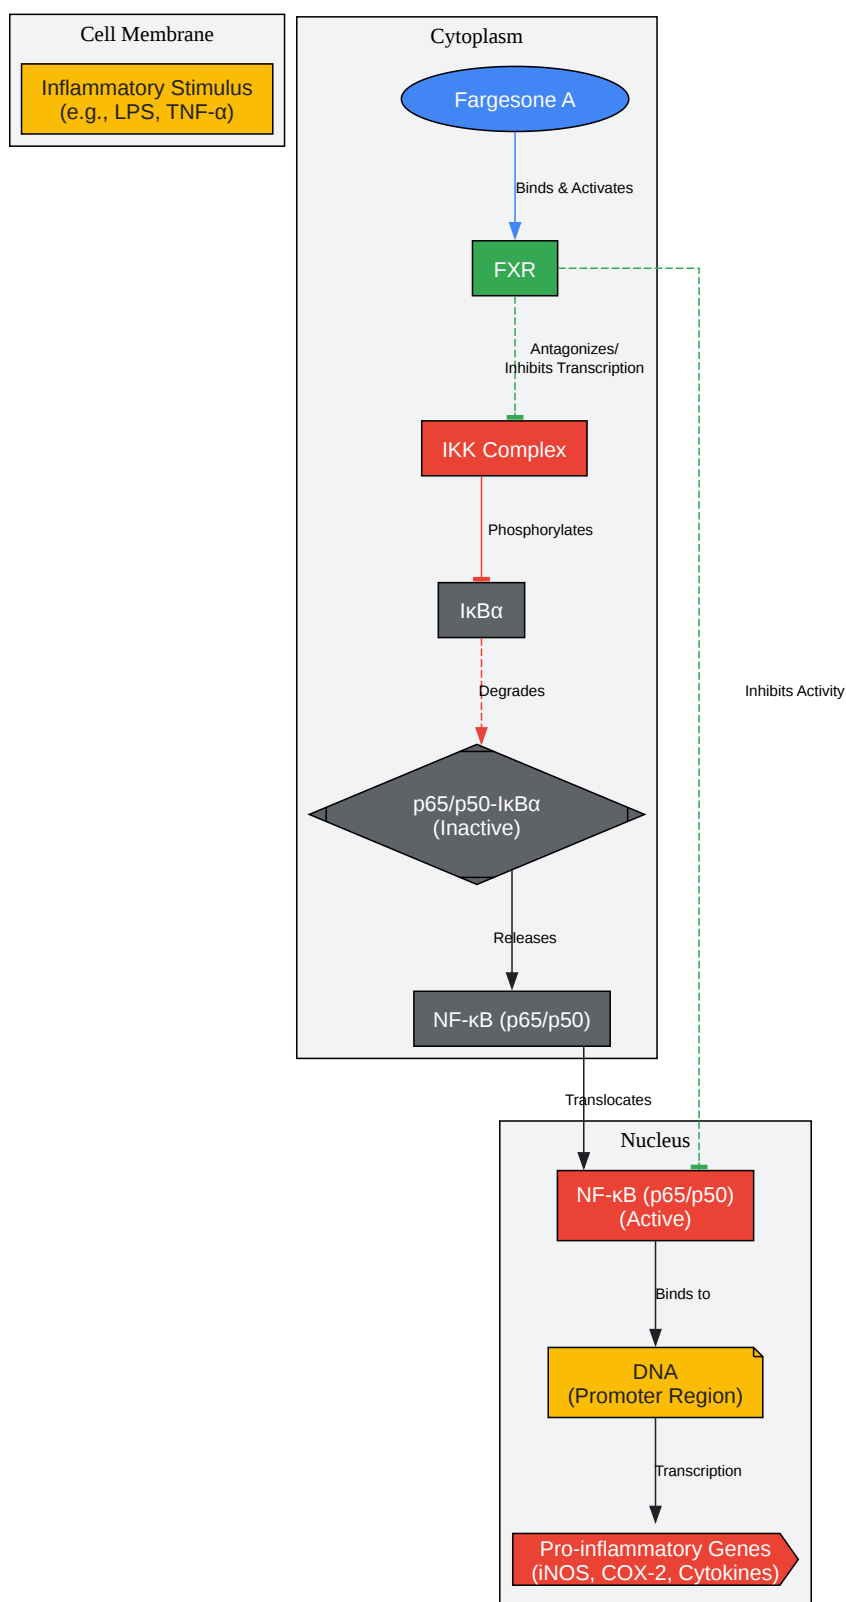 Cell Membrane
Inflammatory Stimulus
(e.g., LPS, TNF-α)
Cytoplasm
Fargesone A
Binds & Activates
FXR
Antagonizes/
Inhibits Transcription
IKK Complex
Phosphorylates
IκBα
Degrades
Inhibits Activity
p65/p50-IκBα
(Inactive)
Releases
NF-κB (p65/p50)
Translocates
Nucleus
NF-κB (p65/p50)
(Active)
Binds to
DNA
(Promoter Region)
Transcription
Pro-inflammatory Genes
(iNOS, COX-2, Cytokines)